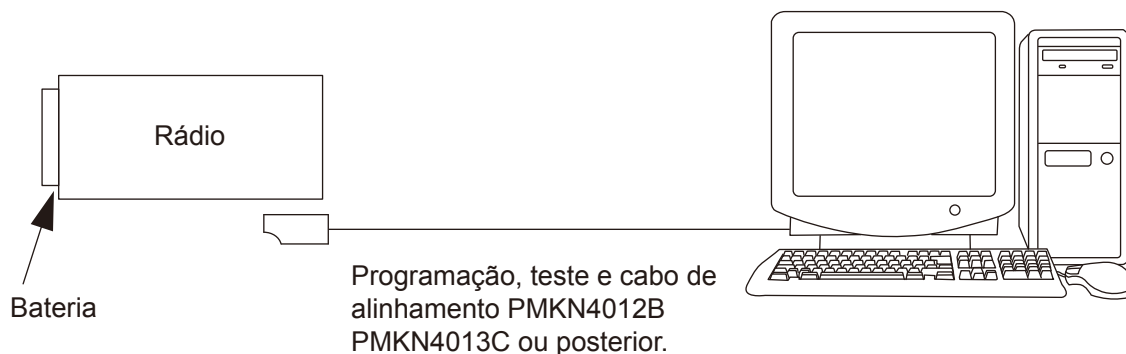 Rádio
Bateria
Programação, teste e cabo de
alinhamento PMKN4012B
PMKN4013C ou posterior.